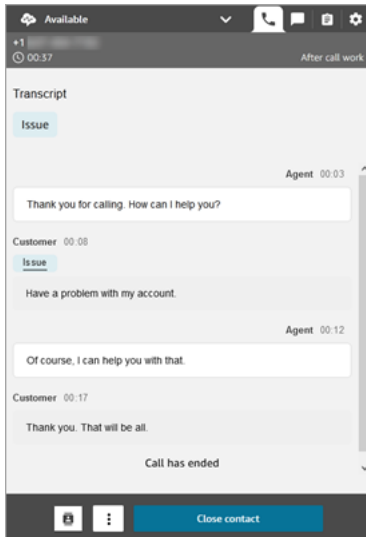 Available
+1
00:37 After call work
Transcript
Issue
Agent 00:03
Thank you for calling. How can I help you?
Customer 00:08
Issue
Have a problem with my account.
Agent 00:12
Of course, I can help you with that.
Customer 00:17
Thank you. That will be all.
Call has ended
Close contact